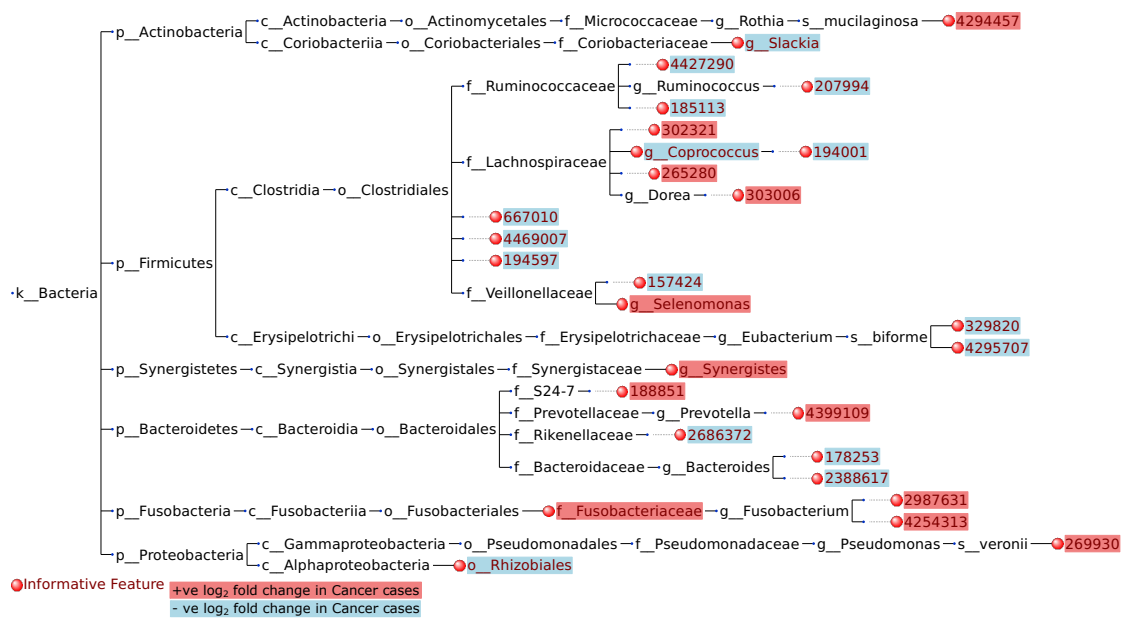 p__Actinobacteria c__Actinobacteria o__Actinomycetales f__Micrococcaceae g__Rothia s__mucilaginosa 4294457
c__Coriobacteriia o__Coriobacteriales f__Coriobacteriaceae g__Slackia
4427290
f__Ruminococcaceae g__Ruminococcus 207994
185113
302321
f__Lachnospiraceae g__Coprococcus 194001
265280
c__Clostridia o__Clostridiales g__Dorea 303006
667010
4469007
p__Firmicutes 194597
157424
k__Bacteria f__Veillonellaceae
g__Selenomonas
329820
c__Erysipelotrichi o__Erysipelotrichales f__Erysipelotrichaceae g__Eubacterium s__biforme
4295707
p__Synergistetes c__Synergistia o__Synergistales f__Synergistaceae g__Synergistes
f__S24-7 188851
f__Prevotellaceae g__Prevotella 4399109
p__Bacteroidetes c__Bacteroidia o__Bacteroidales f__Rikenellaceae 2686372
178253
f__Bacteroidaceae g__Bacteroides
2388617
2987631
p__Fusobacteria c__Fusobacteriia o__Fusobacteriales f__Fusobacteriaceae g__Fusobacterium
4254313
c__Gammaproteobacteria o__Pseudomonadales f__Pseudomonadaceae g__Pseudomonas s__veronii 269930
p__Proteobacteria
c__Alphaproteobacteria o__Rhizobiales
Informative Feature +ve log₂ fold change in Cancer cases
- ve log₂ fold change in Cancer cases